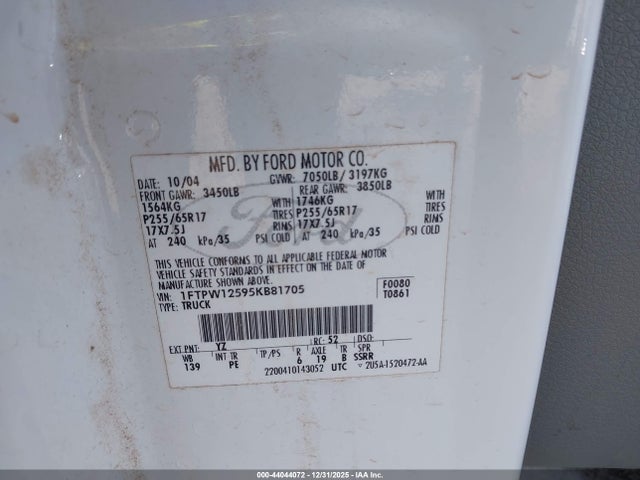 MFD. BY FORD MOTOR CO.
DATE: 10/04 GVWR: 7050LB / 3197KG
FRONT GAWR: 3450LB REAR GAWR: 3850LB
1564KG WITH 1746KG WITH
P255/65R17 TIRES P255/65R17 TIRES
17X7.5J RIMS 17X7.5J RIMS
AT 240 kPa/35 PSI COLD AT 240 kPa/35 PSI COLD
Ford
THIS VEHICLE CONFORMS TO ALL APPLICABLE FEDERAL MOTOR
VEHICLE SAFETY STANDARDS IN EFFECT ON THE DATE OF
MANUFACTURE SHOWN ABOVE.
VIN: 1FTPW12595KB81705 F0080
TYPE: TRUCK T0861
EXT PNT: YZ RC: 52 DSO:
WB INT TR TP/PS R AXLE TR SPR
139 PE 6 19 B SSRR
2200410143052 UTC ▽ 2U5A-1520472-AA
000-44044072 | 12/31/2025 - IAA Inc.